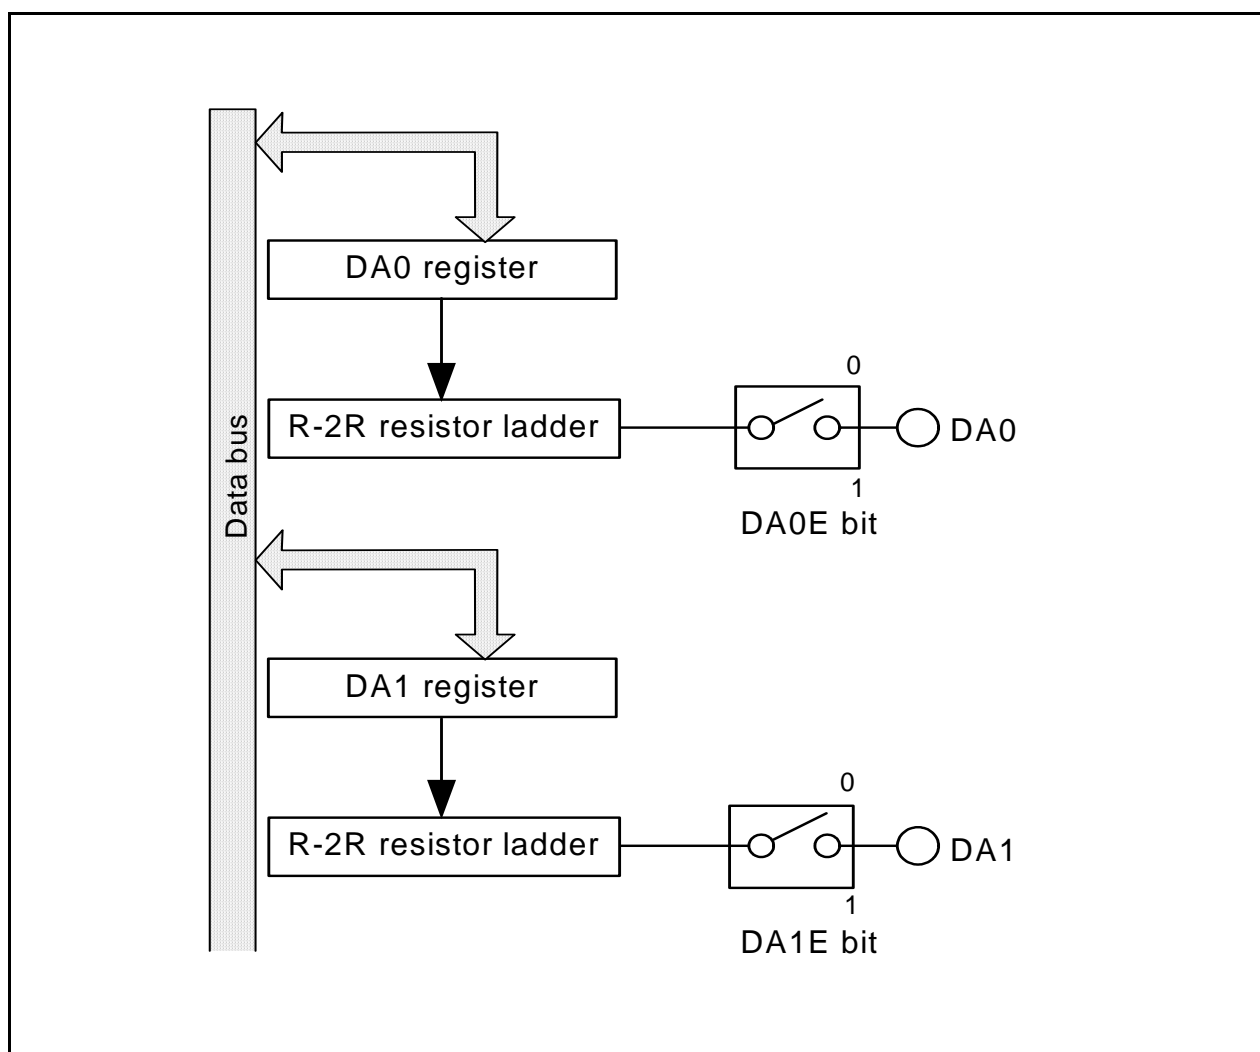 Data bus
DA0 register
R-2R resistor ladder
0
1
DA0E bit
DA0
DA1 register
R-2R resistor ladder
0
1
DA1E bit
DA1